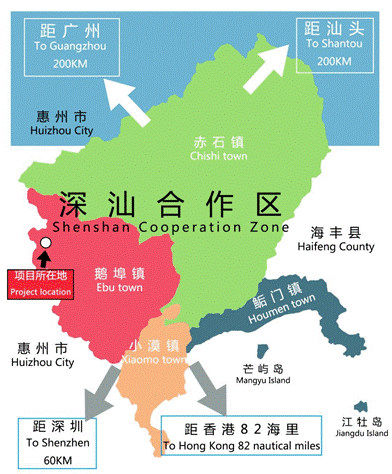 距广州
To Guangzhou
200KM
距汕头
To Shantou
200KM
惠州市
Huizhou City
赤石镇
Chishi town
深汕合作区
Shenshan Cooperation Zone
海丰县
Haifeng County
项目所在地
Project location
鹅埠镇
Ebu town
鲘门镇
Houmen town
小漠镇
Xiaomo town
惠州市
Huizhou City
芒屿岛
Mangyu Island
江牡岛
Jiangdu Island
距深圳
To Shenzhen
60KM
距香港82海里
To Hong Kong 82 nautical miles